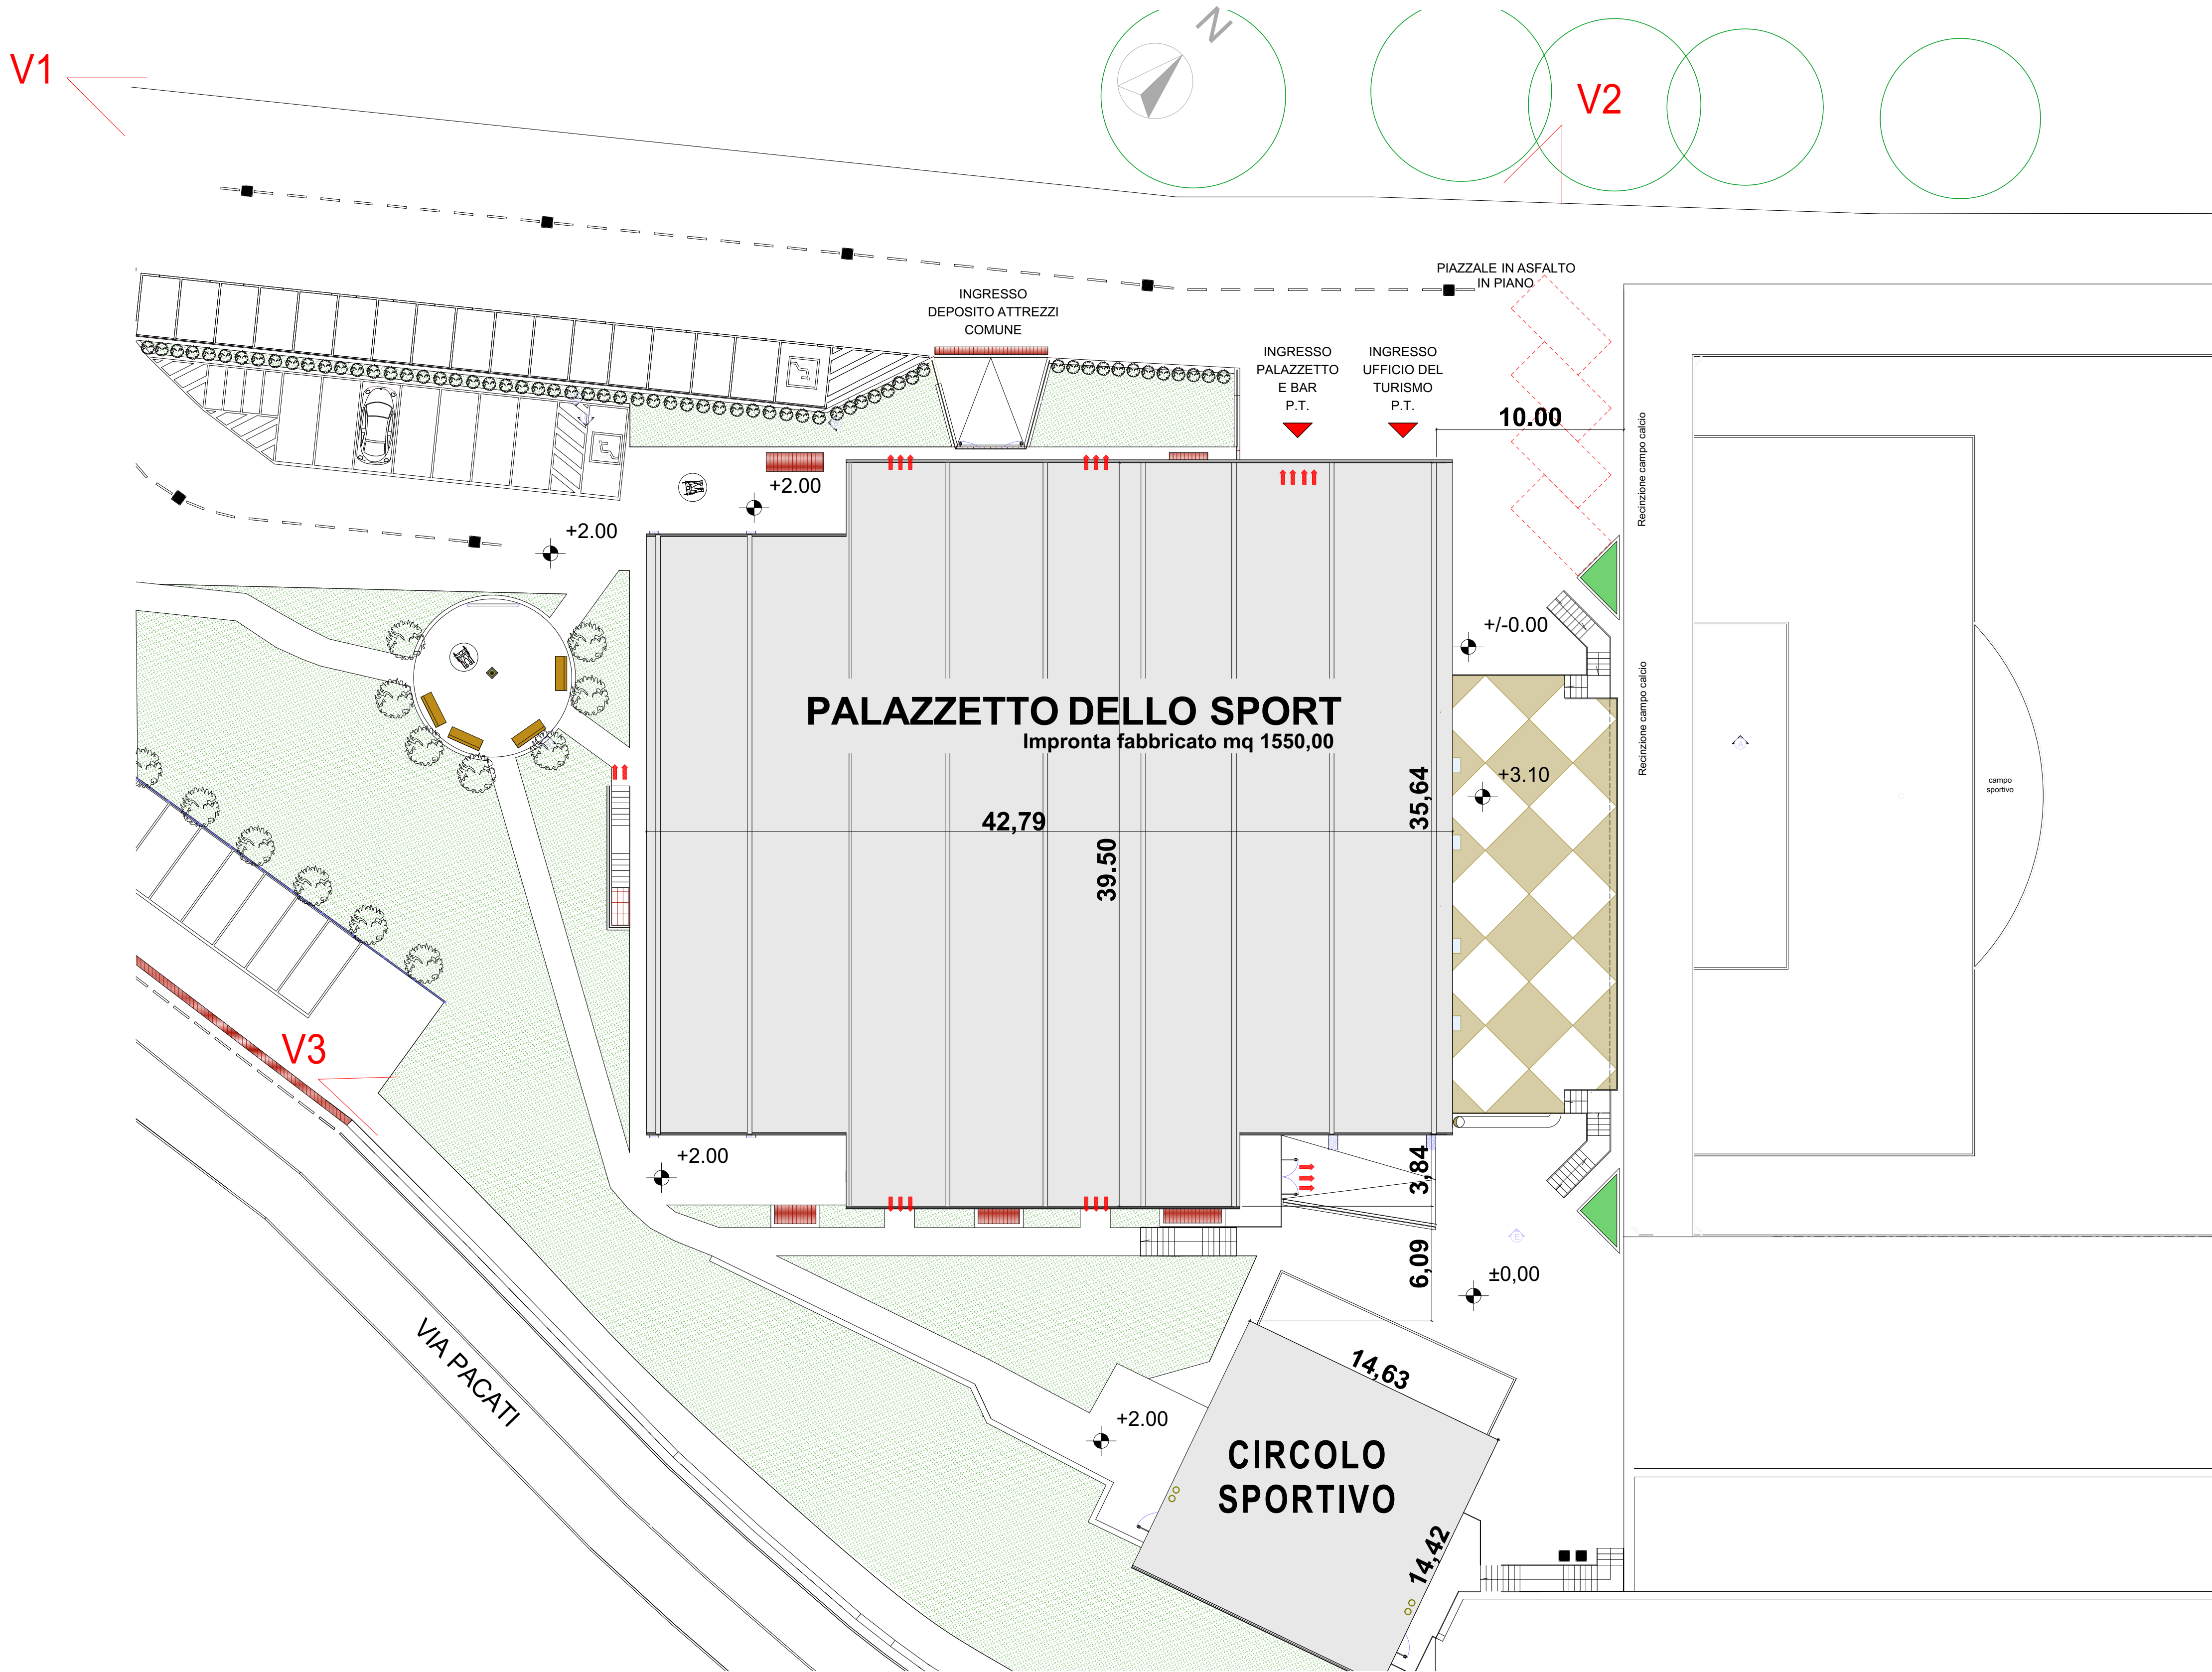 N
V1
V2
PIAZZALE IN ASFALTO
IN PIANO
INGRESSO
DEPOSITO ATTREZZI
COMUNE
INGRESSO
PALAZZETTO
E BAR
P.T.
INGRESSO
UFFICIO DEL
TURISMO
P.T.
10.00
Recinzione campo calcio
+2.00
+2.00
+/-0.00
PALAZZETTO DELLO SPORT
Impronta fabbricato mq 1550,00
Recinzione campo calcio
A
+3.10
campo
sportivo
35,64
42,79
39.50
V3
+2.00
3,84
E
6,09
±0,00
VIA PACATI
14,63
+2.00
CIRCOLO
SPORTIVO
14,42